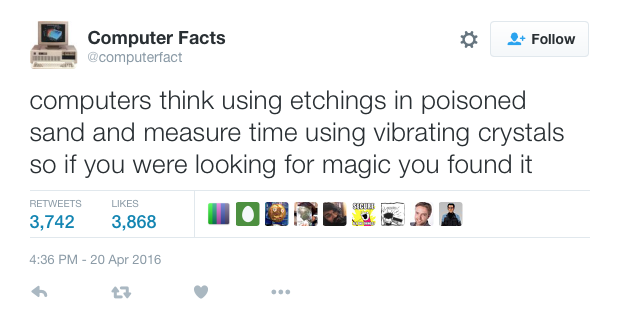 Computer Facts
@computerfact
Follow
computers think using etchings in poisoned
sand and measure time using vibrating crystals
so if you were looking for magic you found it
RETWEETS
3,742
LIKES
3,868
SECURE
4:36 PM - 20 Apr 2016